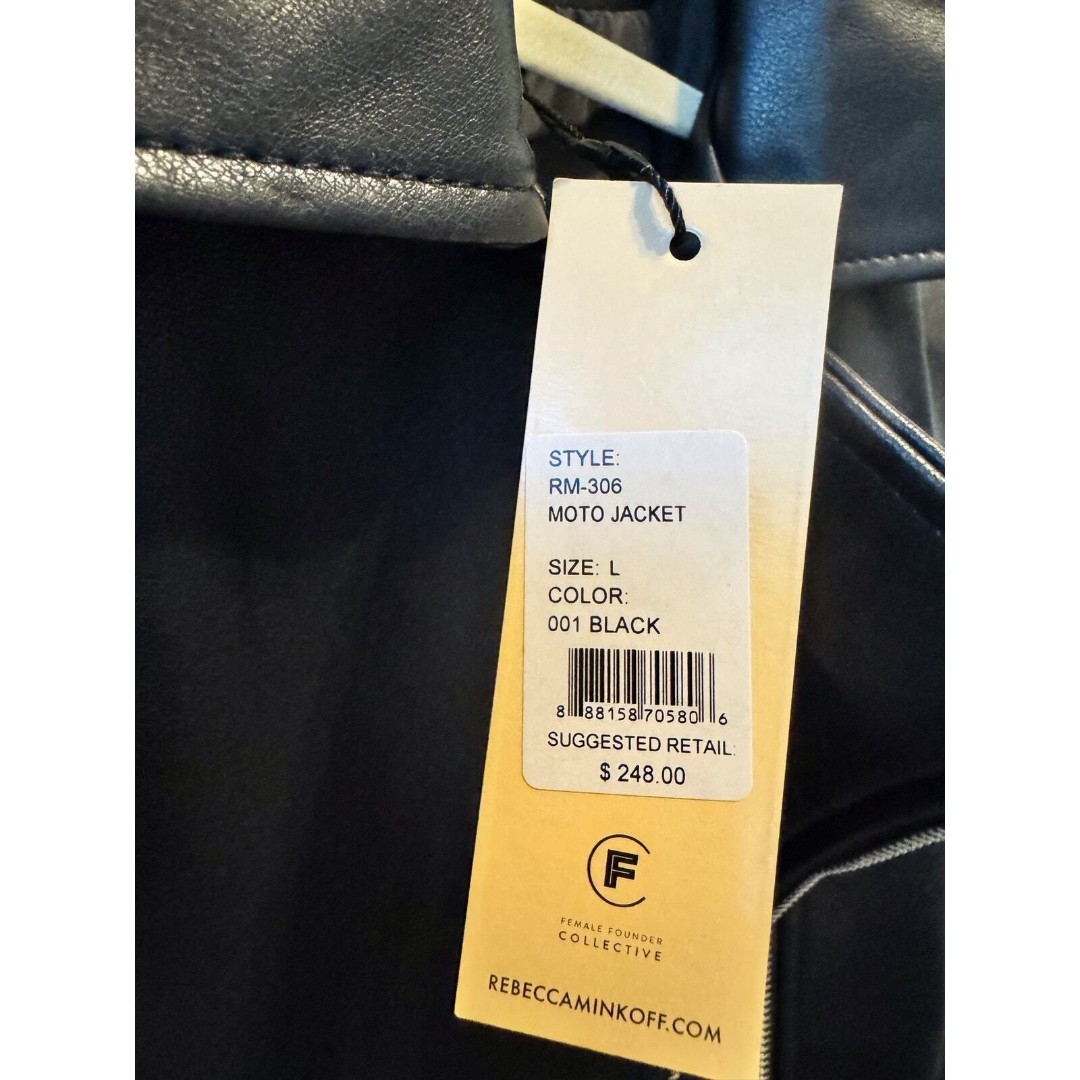 STYLE:
RM-306
MOTO JACKET
SIZE: L
COLOR:
001 BLACK
8 88158 70580 6
SUGGESTED RETAIL:
$ 248.00
F
FEMALE FOUNDER
COLLECTIVE
REBECCAMINKOFF.COM